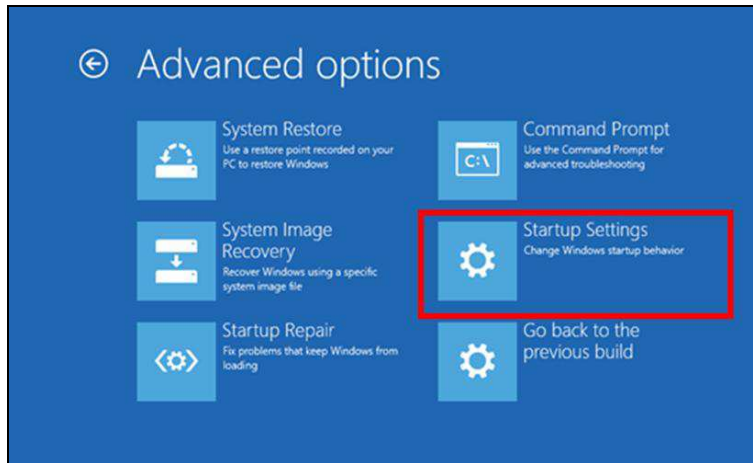 Advanced options
System Restore
Use a restore point recorded on your
PC to restore Windows
Command Prompt
Use the Command Prompt for
advanced troubleshooting
C:\
System Image
Recovery
Recover Windows using a specific
system image file
Startup Settings
Change Windows startup behavior
Startup Repair
Fix problems that keep Windows from
loading
Go back to the
previous build